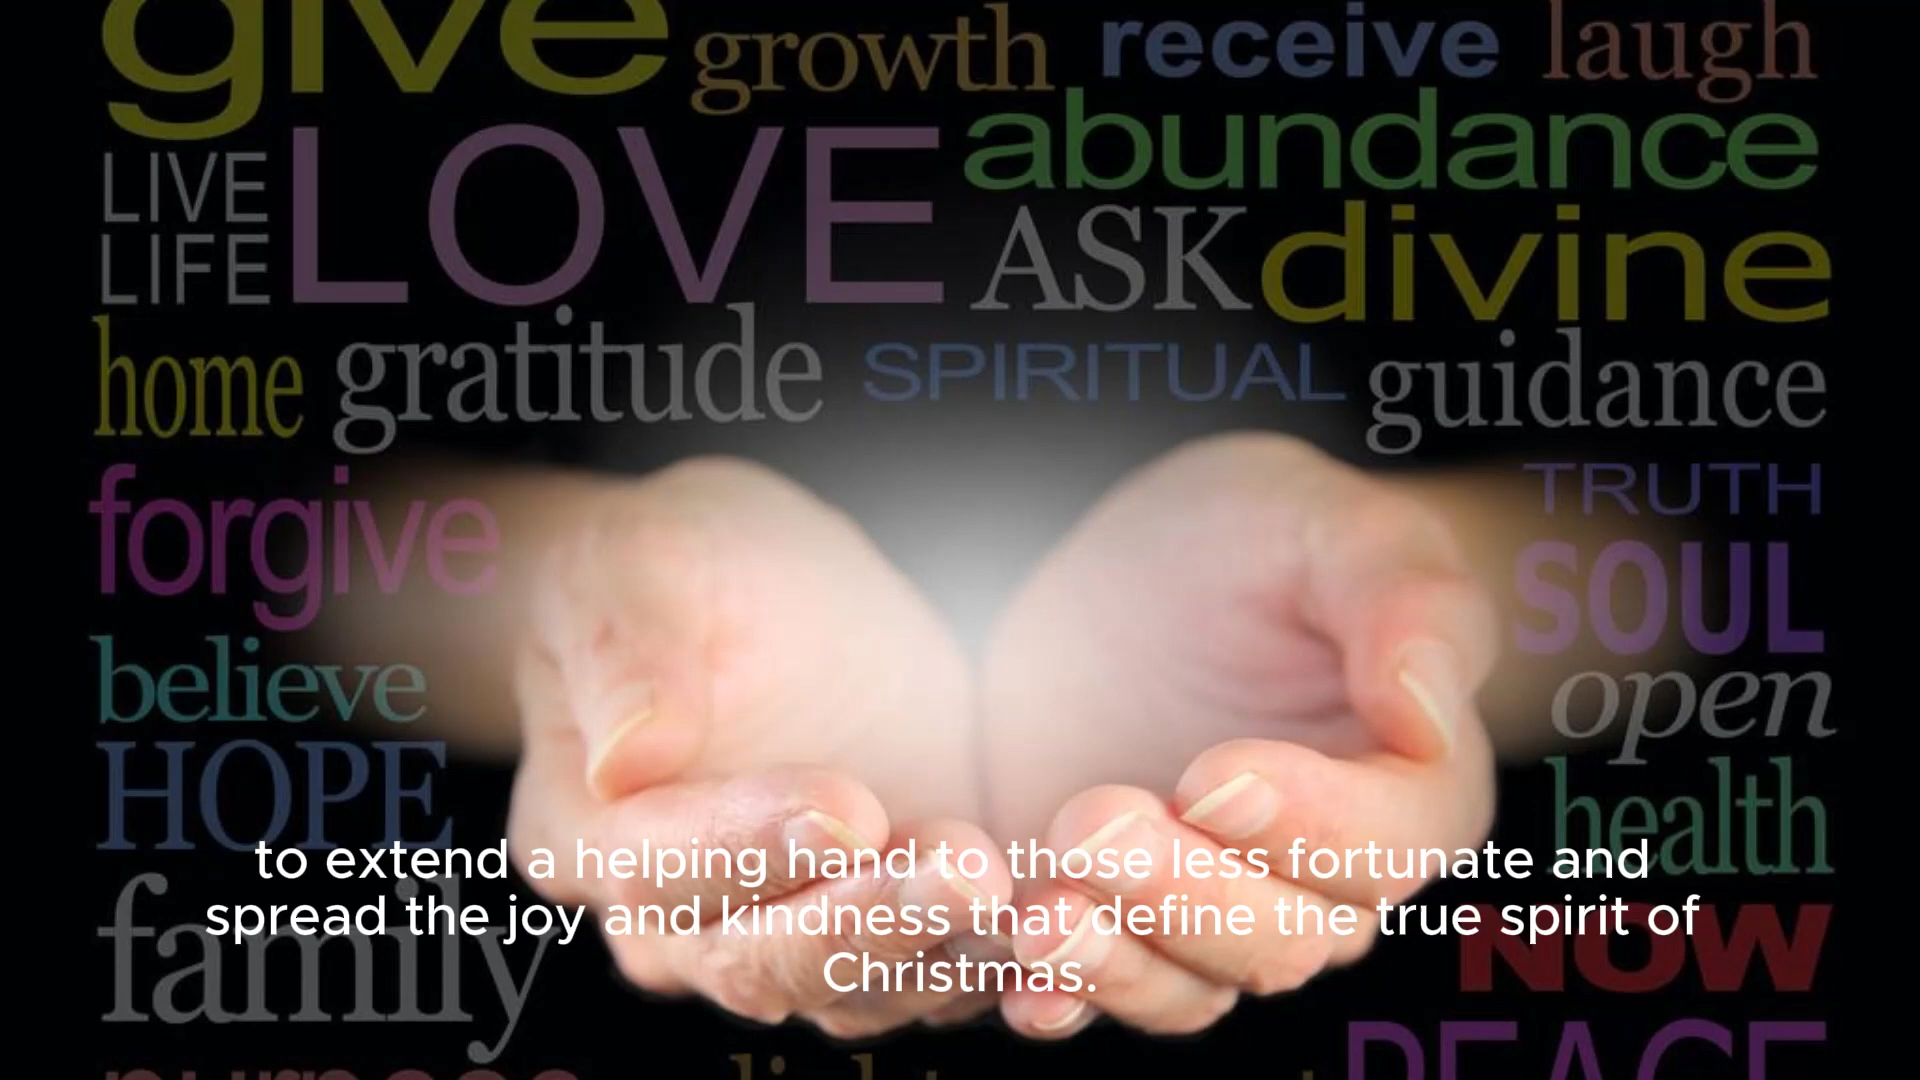 give growth receive laugh
LIVE LOVE abundance
LIFE ASK divine
home gratitude SPIRITUAL guidance
forgive TRUTH
SOUL
believe open
HOPE health
to extend a helping hand to those less fortunate and
spread the joy and kindness that define the true spirit of
Christmas.
family NOW
PEACE